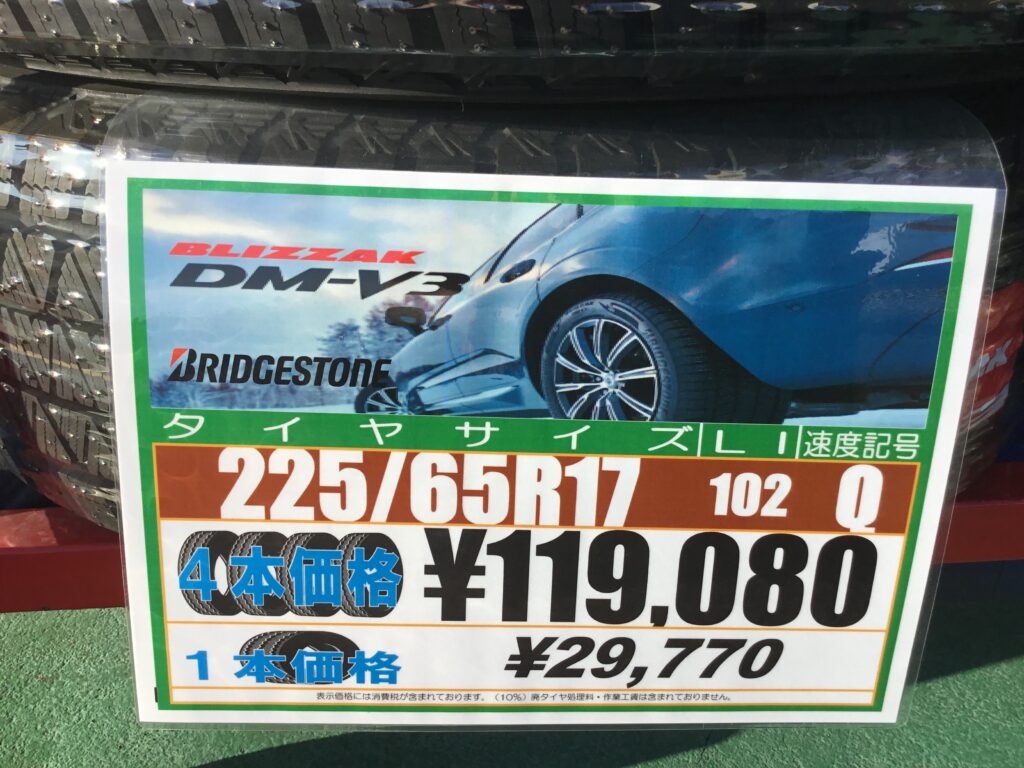 BLIZZAK
DM-V3
BRIDGESTONE
タイヤサイズ LI 速度記号
225/65R17 102 Q
4本価格 ¥119,080
1本価格 ¥29,770
表示価格には消費税が含まれております。（10%）廃タイヤ処理料・作業工賃は含まれておりません。